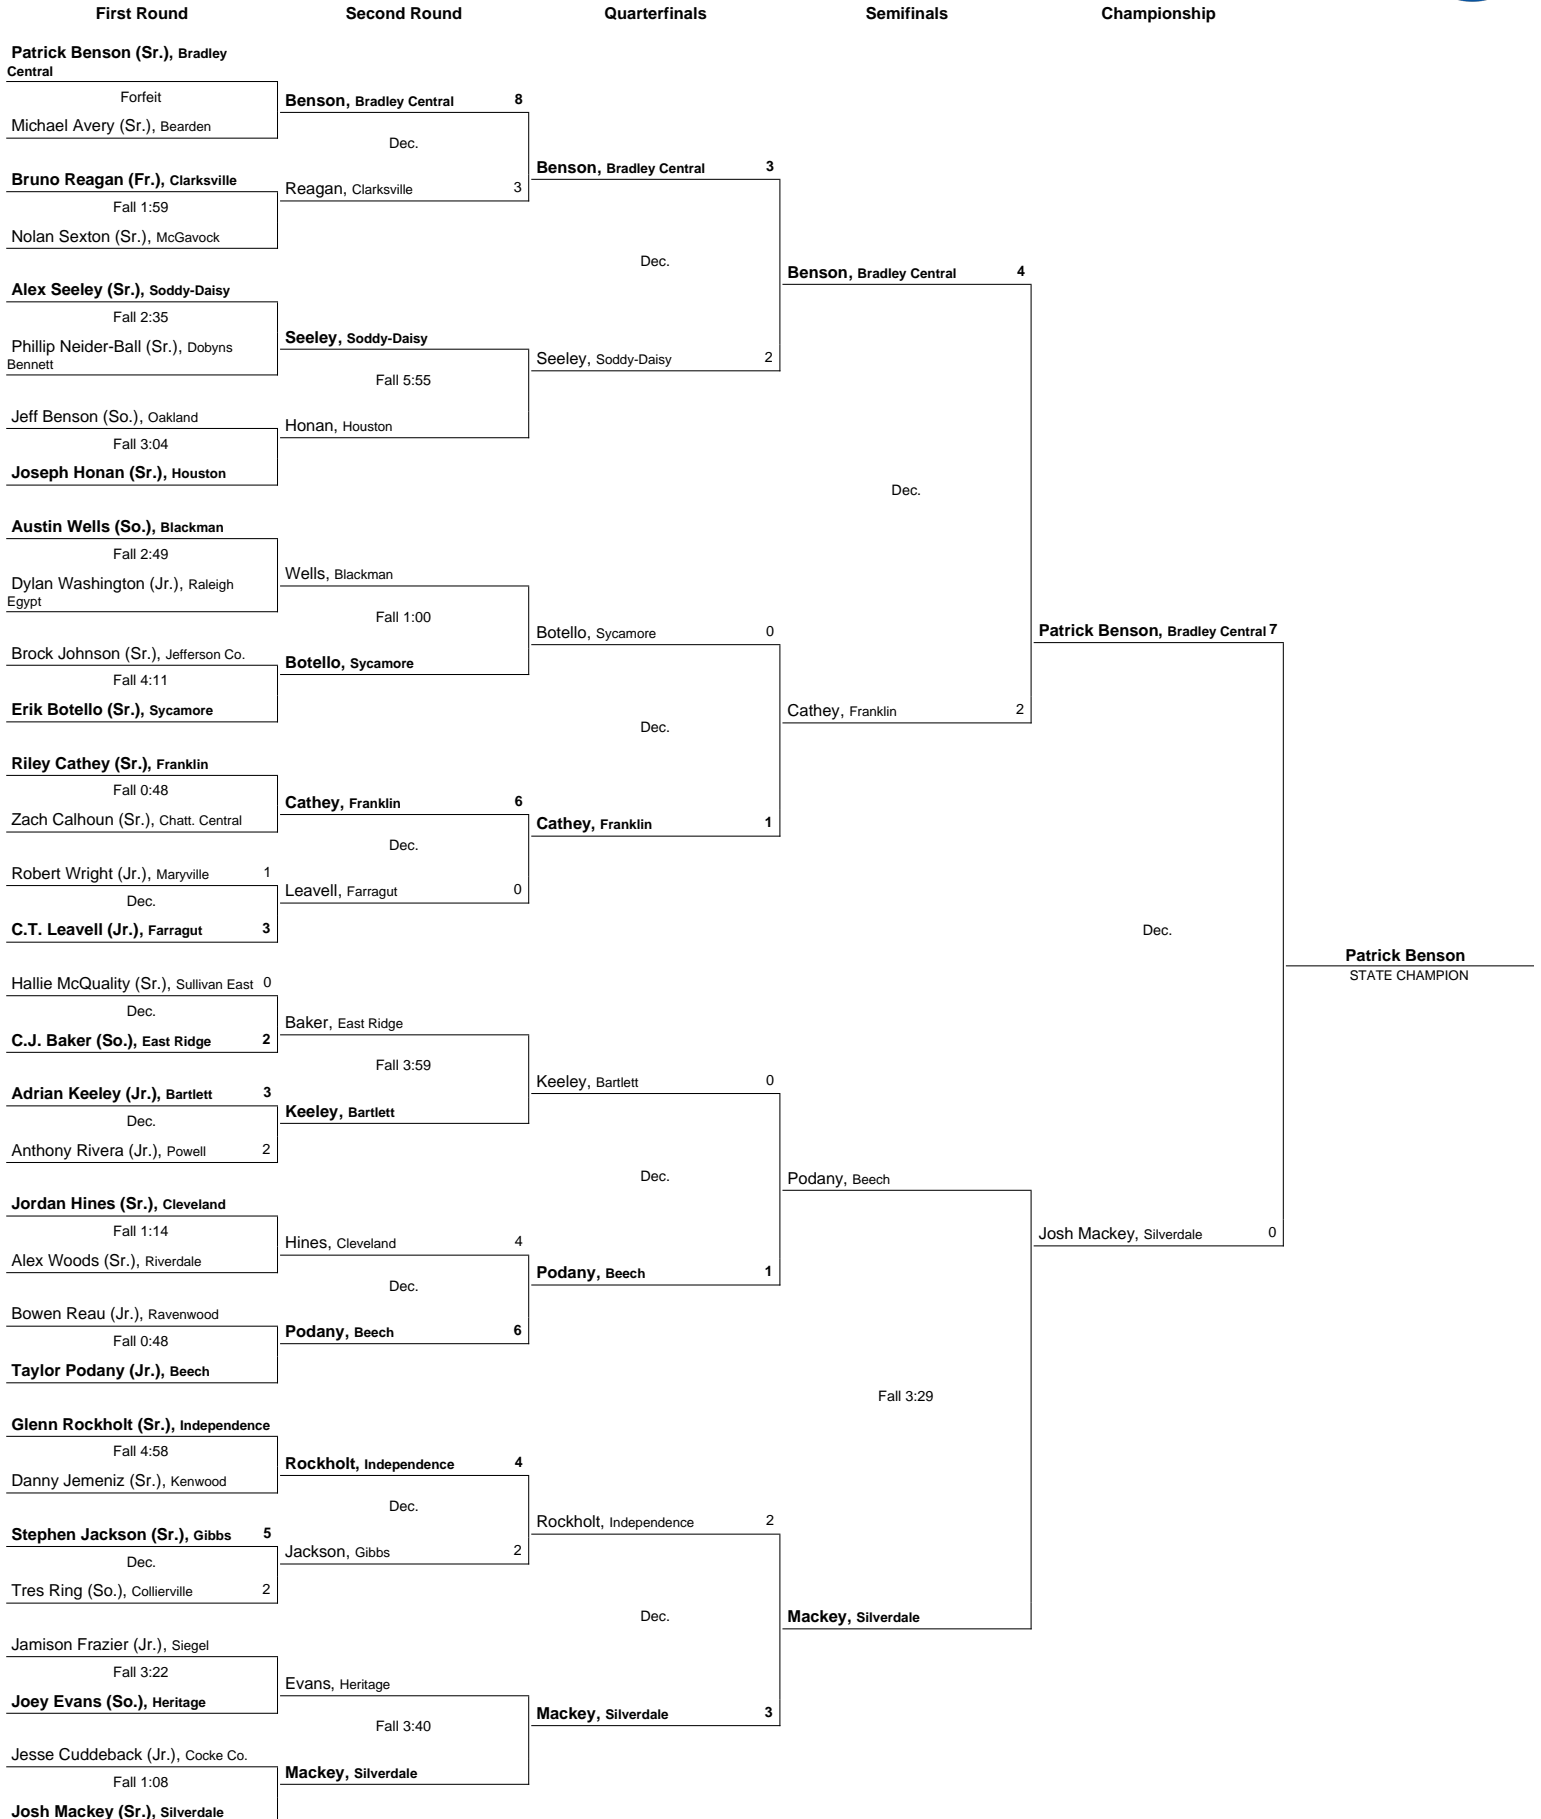 First Round
Second Round
Quarterfinals
Semifinals
Championship
Patrick Benson (Sr.), Bradley
Central
Forfeit
Michael Avery (Sr.), Bearden
Bruno Reagan (Fr.), Clarksville
Fall 1:59
Nolan Sexton (Sr.), McGavock
Alex Seeley (Sr.), Soddy-Daisy
Fall 2:35
Phillip Neider-Ball (Sr.), Dobyns
Bennett
Jeff Benson (So.), Oakland
Fall 3:04
Joseph Honan (Sr.), Houston
Austin Wells (So.), Blackman
Fall 2:49
Dylan Washington (Jr.), Raleigh
Egypt
Brock Johnson (Sr.), Jefferson Co.
Fall 4:11
Erik Botello (Sr.), Sycamore
Riley Cathey (Sr.), Franklin
Fall 0:48
Zach Calhoun (Sr.), Chatt. Central
Robert Wright (Jr.), Maryville 1
Dec.
C.T. Leavell (Jr.), Farragut 3
Hallie McQuality (Sr.), Sullivan East 0
Dec.
C.J. Baker (So.), East Ridge 2
Adrian Keeley (Jr.), Bartlett 3
Dec.
Anthony Rivera (Jr.), Powell 2
Jordan Hines (Sr.), Cleveland
Fall 1:14
Alex Woods (Sr.), Riverdale
Bowen Reau (Jr.), Ravenwood
Fall 0:48
Taylor Podany (Jr.), Beech
Glenn Rockholt (Sr.), Independence
Fall 4:58
Danny Jemeniz (Sr.), Kenwood
Stephen Jackson (Sr.), Gibbs 5
Dec.
Tres Ring (So.), Collierville 2
Jamison Frazier (Jr.), Siegel
Fall 3:22
Joey Evans (So.), Heritage
Jesse Cuddeback (Jr.), Cocke Co.
Fall 1:08
Josh Mackey (Sr.), Silverdale
Benson, Bradley Central 8
Dec.
Reagan, Clarksville 3
Seeley, Soddy-Daisy
Fall 5:55
Honan, Houston
Wells, Blackman
Fall 1:00
Botello, Sycamore
Cathey, Franklin 6
Dec.
Leavell, Farragut 0
Baker, East Ridge
Fall 3:59
Keeley, Bartlett
Hines, Cleveland 4
Dec.
Podany, Beech 6
Rockholt, Independence 4
Dec.
Jackson, Gibbs 2
Evans, Heritage
Fall 3:40
Mackey, Silverdale
Benson, Bradley Central 3
Dec.
Seeley, Soddy-Daisy 2
Botello, Sycamore 0
Dec.
Cathey, Franklin 1
Keeley, Bartlett 0
Dec.
Podany, Beech 1
Rockholt, Independence 2
Dec.
Mackey, Silverdale 3
Benson, Bradley Central 4
Dec.
Cathey, Franklin 2
Podany, Beech
Fall 3:29
Mackey, Silverdale
Patrick Benson, Bradley Central 7
Dec.
Josh Mackey, Silverdale 0
Patrick Benson
STATE CHAMPION